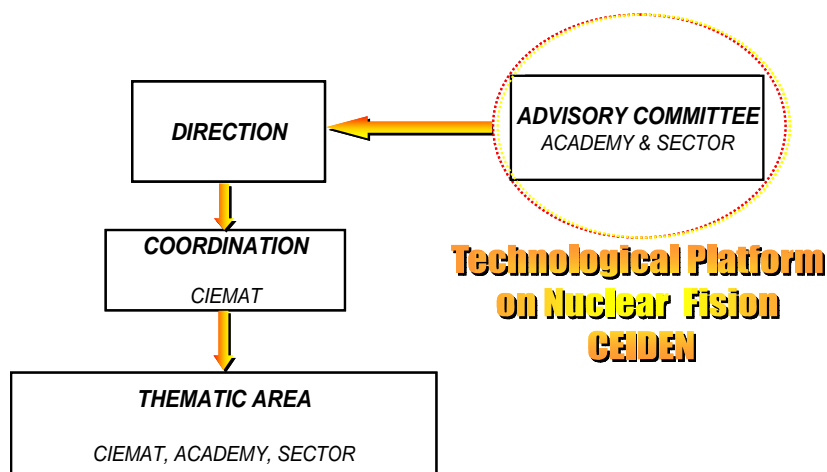 DIRECTION
ADVISORY COMMITTEE
ACADEMY & SECTOR
COORDINATION
CIEMAT
Technological Platform
on Nuclear Fision
CEIDEN
THEMATIC AREA
CIEMAT, ACADEMY, SECTOR